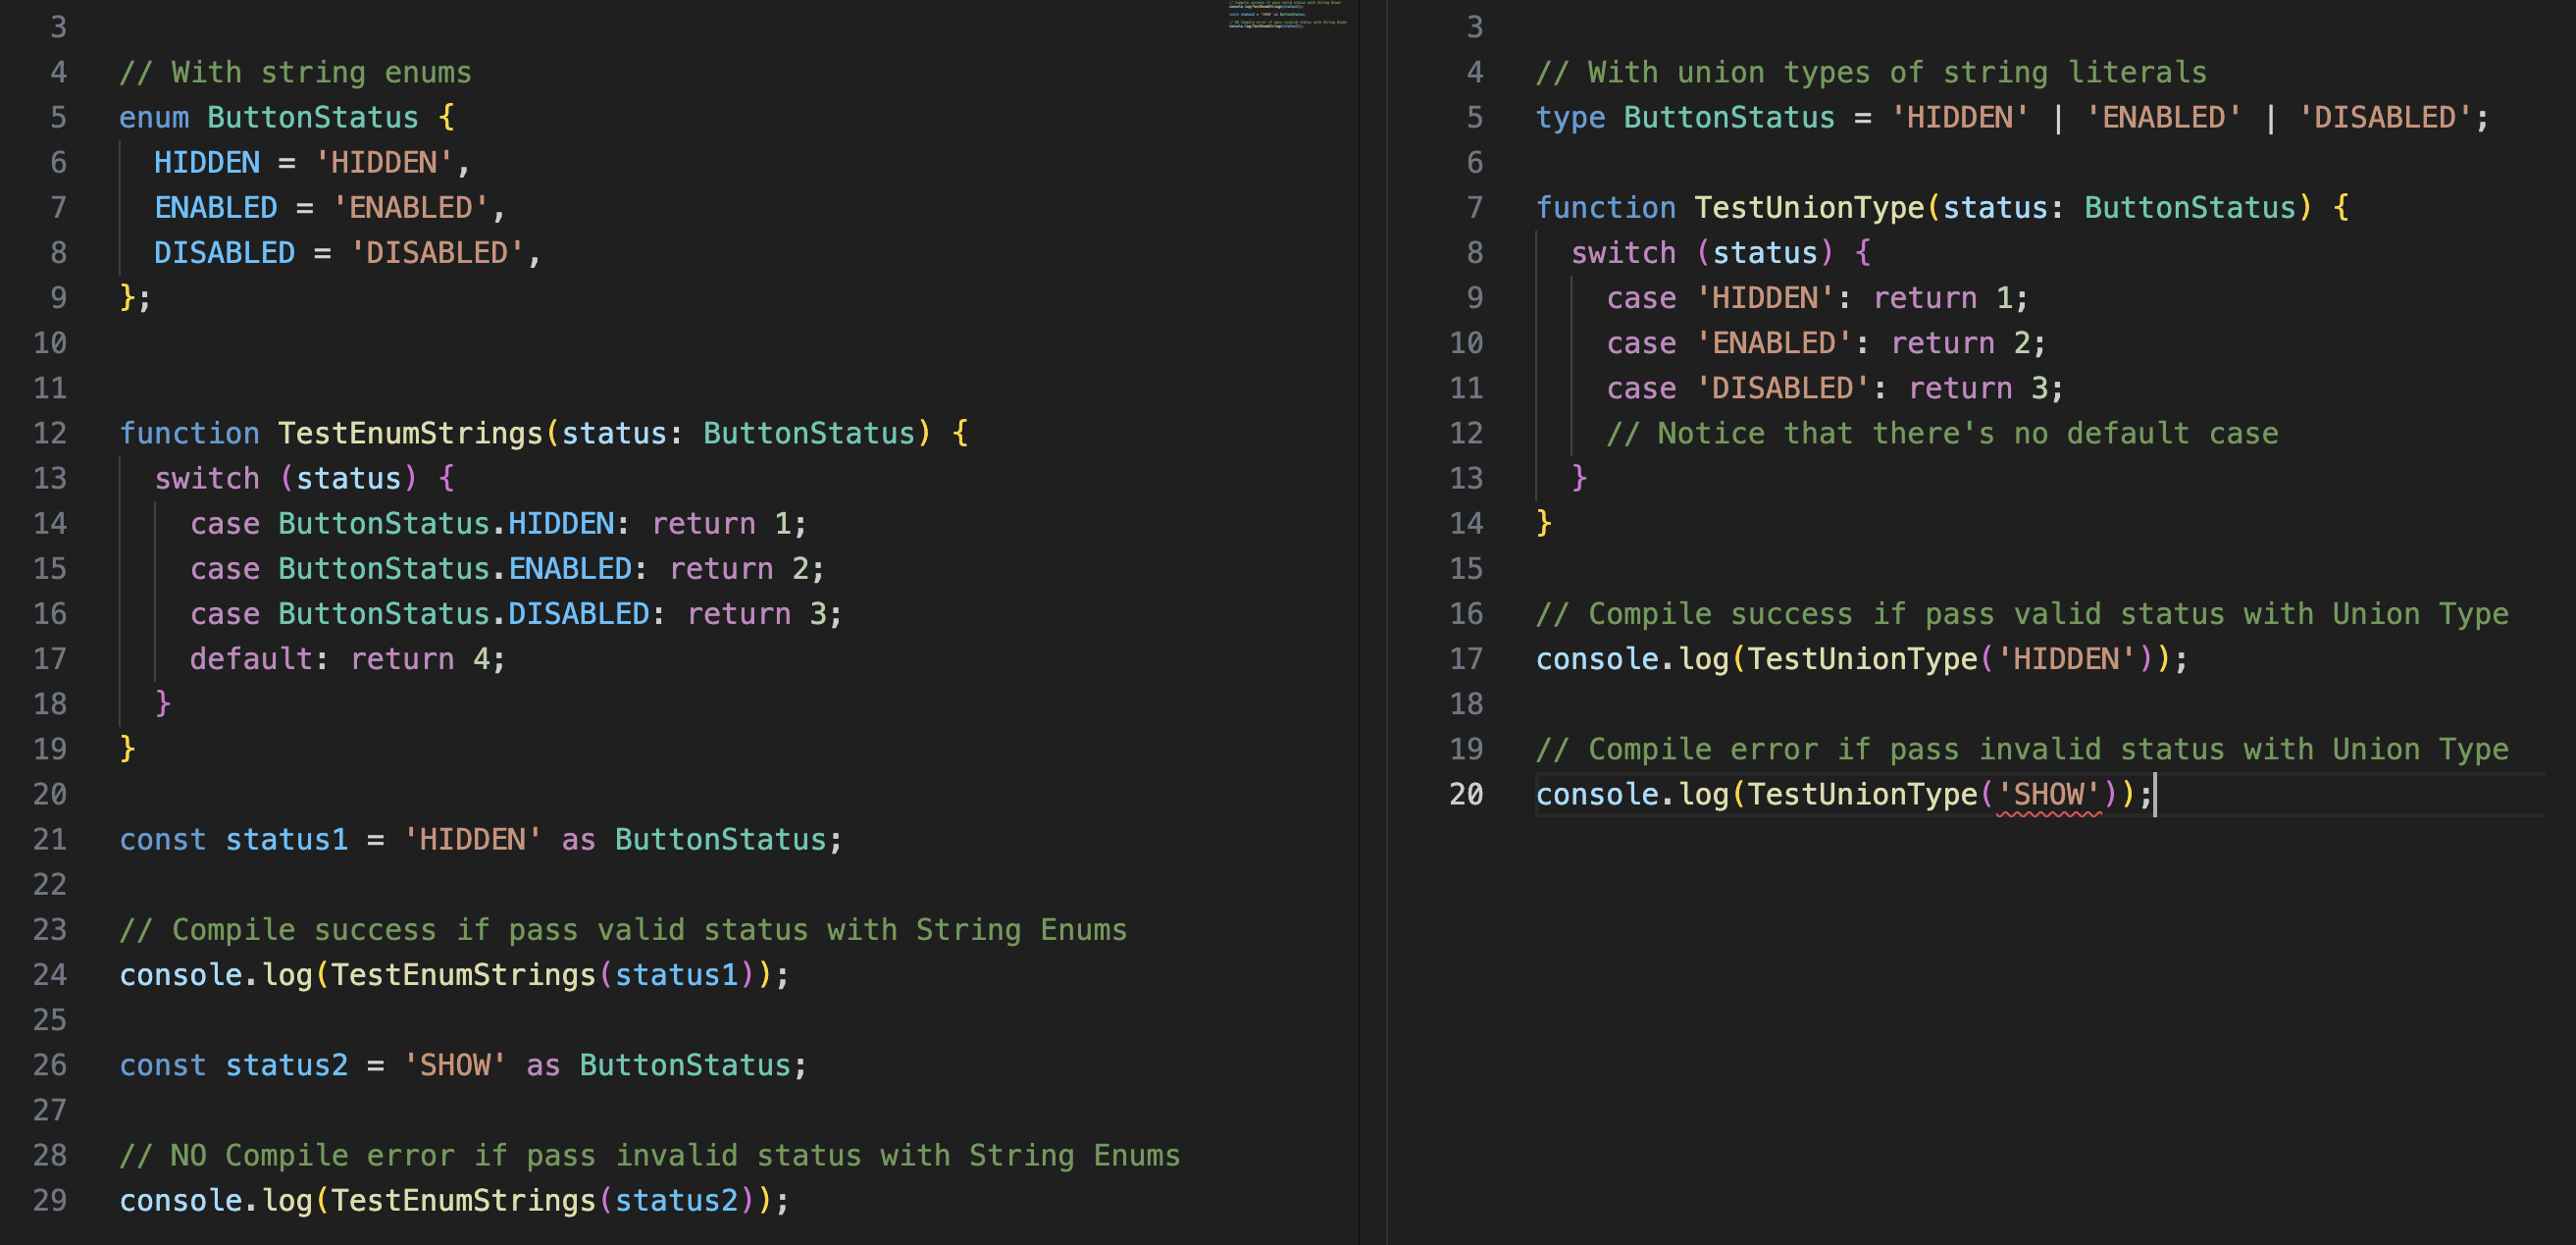 3
4 // With string enums
5 enum ButtonStatus {
6   HIDDEN = 'HIDDEN',
7   ENABLED = 'ENABLED',
8   DISABLED = 'DISABLED',
9 };
10
11
12 function TestEnumStrings(status: ButtonStatus) {
13   switch (status) {
14     case ButtonStatus.HIDDEN: return 1;
15     case ButtonStatus.ENABLED: return 2;
16     case ButtonStatus.DISABLED: return 3;
17     default: return 4;
18   }
19 }
20
21 const status1 = 'HIDDEN' as ButtonStatus;
22
23 // Compile success if pass valid status with String Enums
24 console.log(TestEnumStrings(status1));
25
26 const status2 = 'SHOW' as ButtonStatus;
27
28 // NO Compile error if pass invalid status with String Enums
29 console.log(TestEnumStrings(status2));
3
4 // With union types of string literals
5 type ButtonStatus = 'HIDDEN' | 'ENABLED' | 'DISABLED';
6
7 function TestUnionType(status: ButtonStatus) {
8   switch (status) {
9     case 'HIDDEN': return 1;
10     case 'ENABLED': return 2;
11     case 'DISABLED': return 3;
12     // Notice that there's no default case
13   }
14 }
15
16 // Compile success if pass valid status with Union Type
17 console.log(TestUnionType('HIDDEN'));
18
19 // Compile error if pass invalid status with Union Type
20 console.log(TestUnionType('SHOW'));